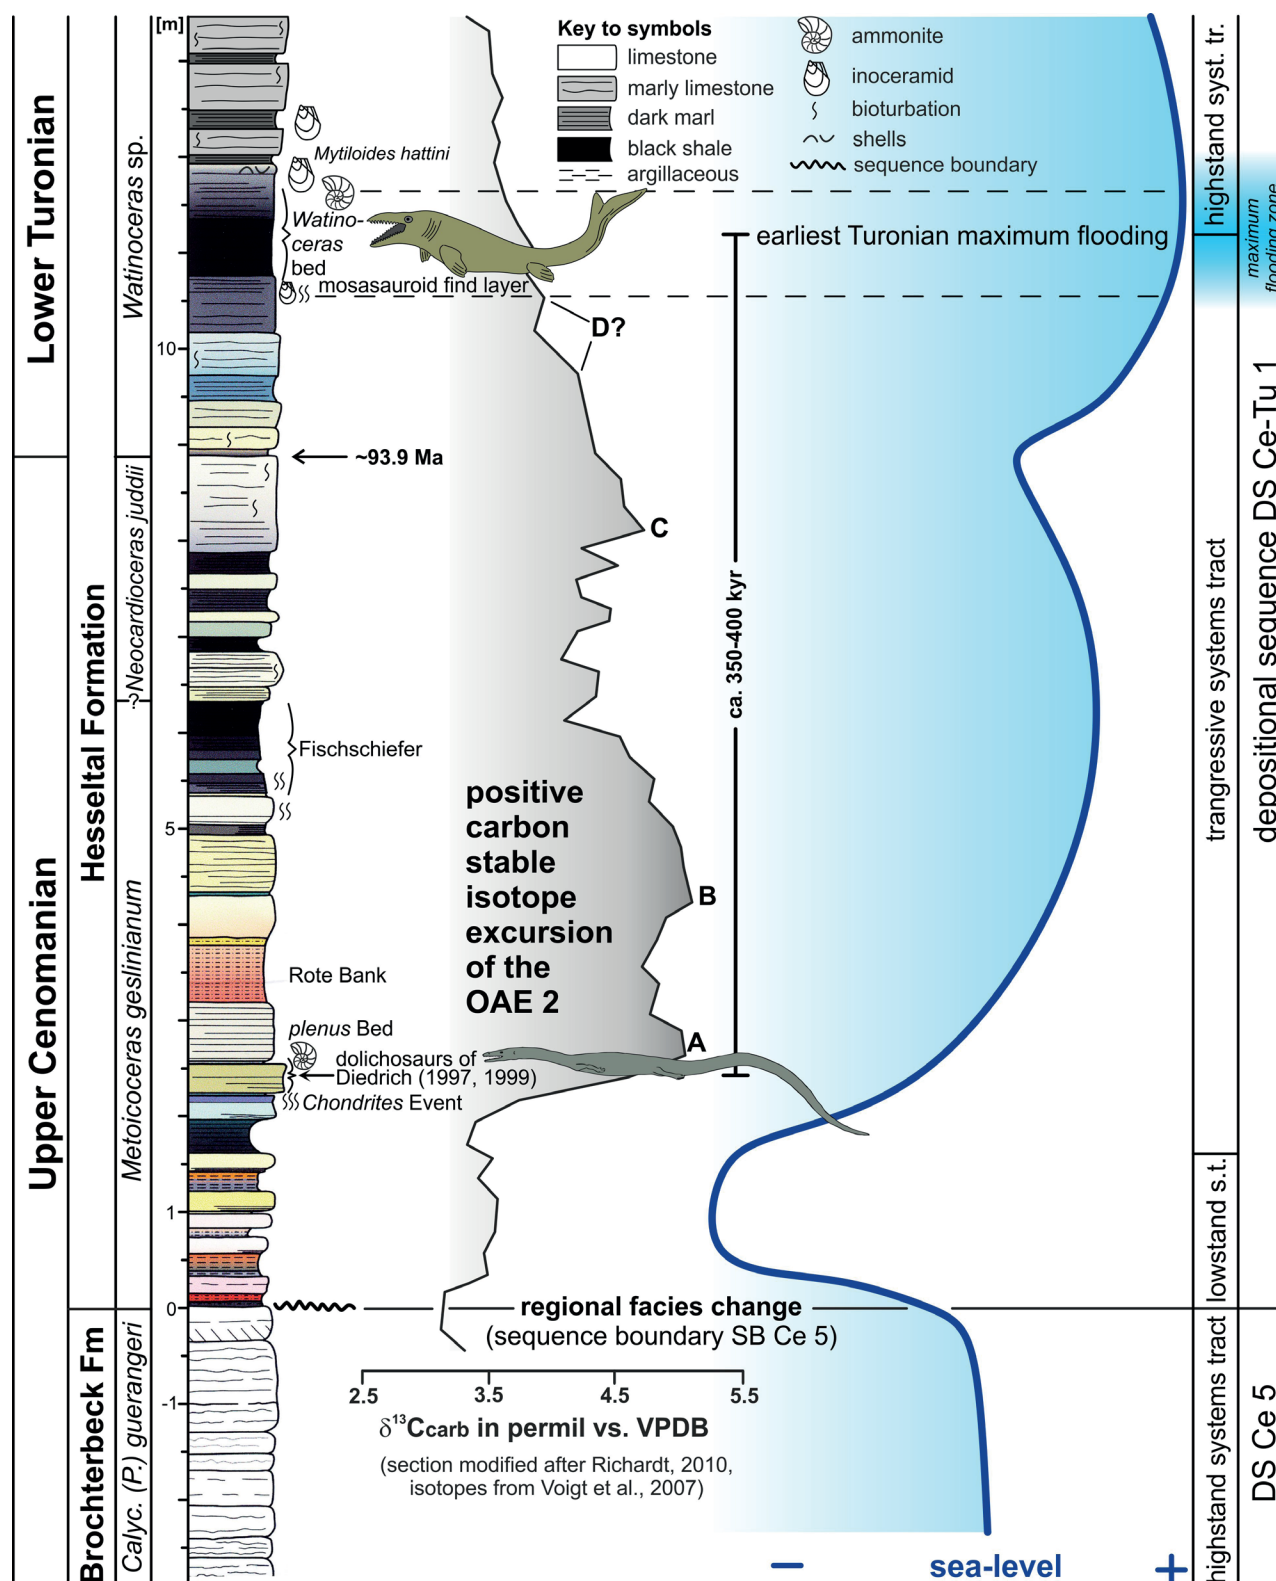 [m]
Key to symbols
limestone
marly limestone
dark marl
black shale
argillaceous
ammonite
inoceramid
bioturbation
shells
sequence boundary
Lower Turonian
Upper Cenomanian
Hesseltal Formation
Brochterbeck Fm
Watinoceras sp.
?Neocardioceras juddii
Metoicoceras geslinianum
Calyc. (P.) guerangeri
10
5
1
0
-1
Mytiloides hattini
Watino-
ceras
bed
mosasauroid find layer
earliest Turonian maximum flooding
D?
~93.9 Ma
C
ca. 350-400 kyr
Fischschiefer
positive
carbon
stable
isotope
excursion
of the
OAE 2
B
Rote Bank
plenus Bed
A
dolichosaurs of
Diedrich (1997, 1999)
Chondrites Event
regional facies change
(sequence boundary SB Ce 5)
2.5 3.5 4.5 5.5
δ¹³Ccarb in permil vs. VPDB
(section modified after Richardt, 2010,
isotopes from Voigt et al., 2007)
− sea-level +
highstand syst. tr.
trangressive systems tract
lowstand s.t.
highstand systems tract
maximum
flooding zone
depositional sequence DS Ce-Tu 1
DS Ce 5